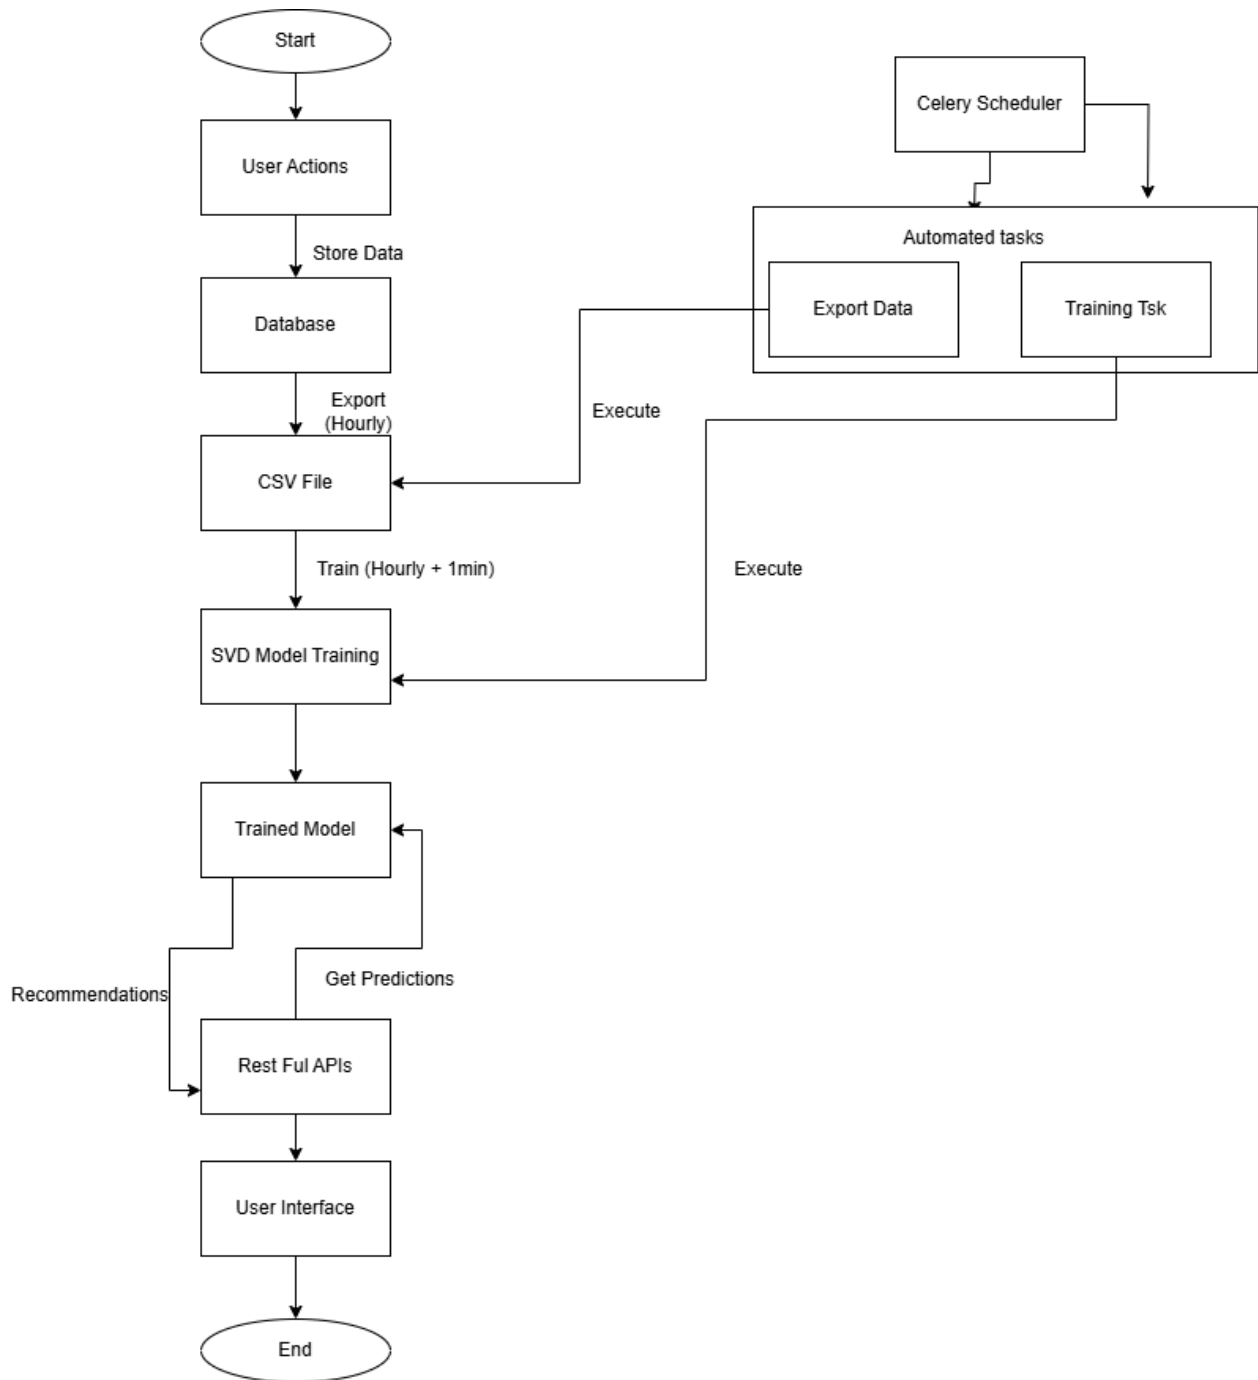 Start
Celery Scheduler
User Actions
Store Data
Automated tasks
Database
Export Data
Training Tsk
Export
(Hourly)
Execute
CSV File
Train (Hourly + 1min)
Execute
SVD Model Training
Trained Model
Get Predictions
Recommendations
Rest Ful APIs
User Interface
End